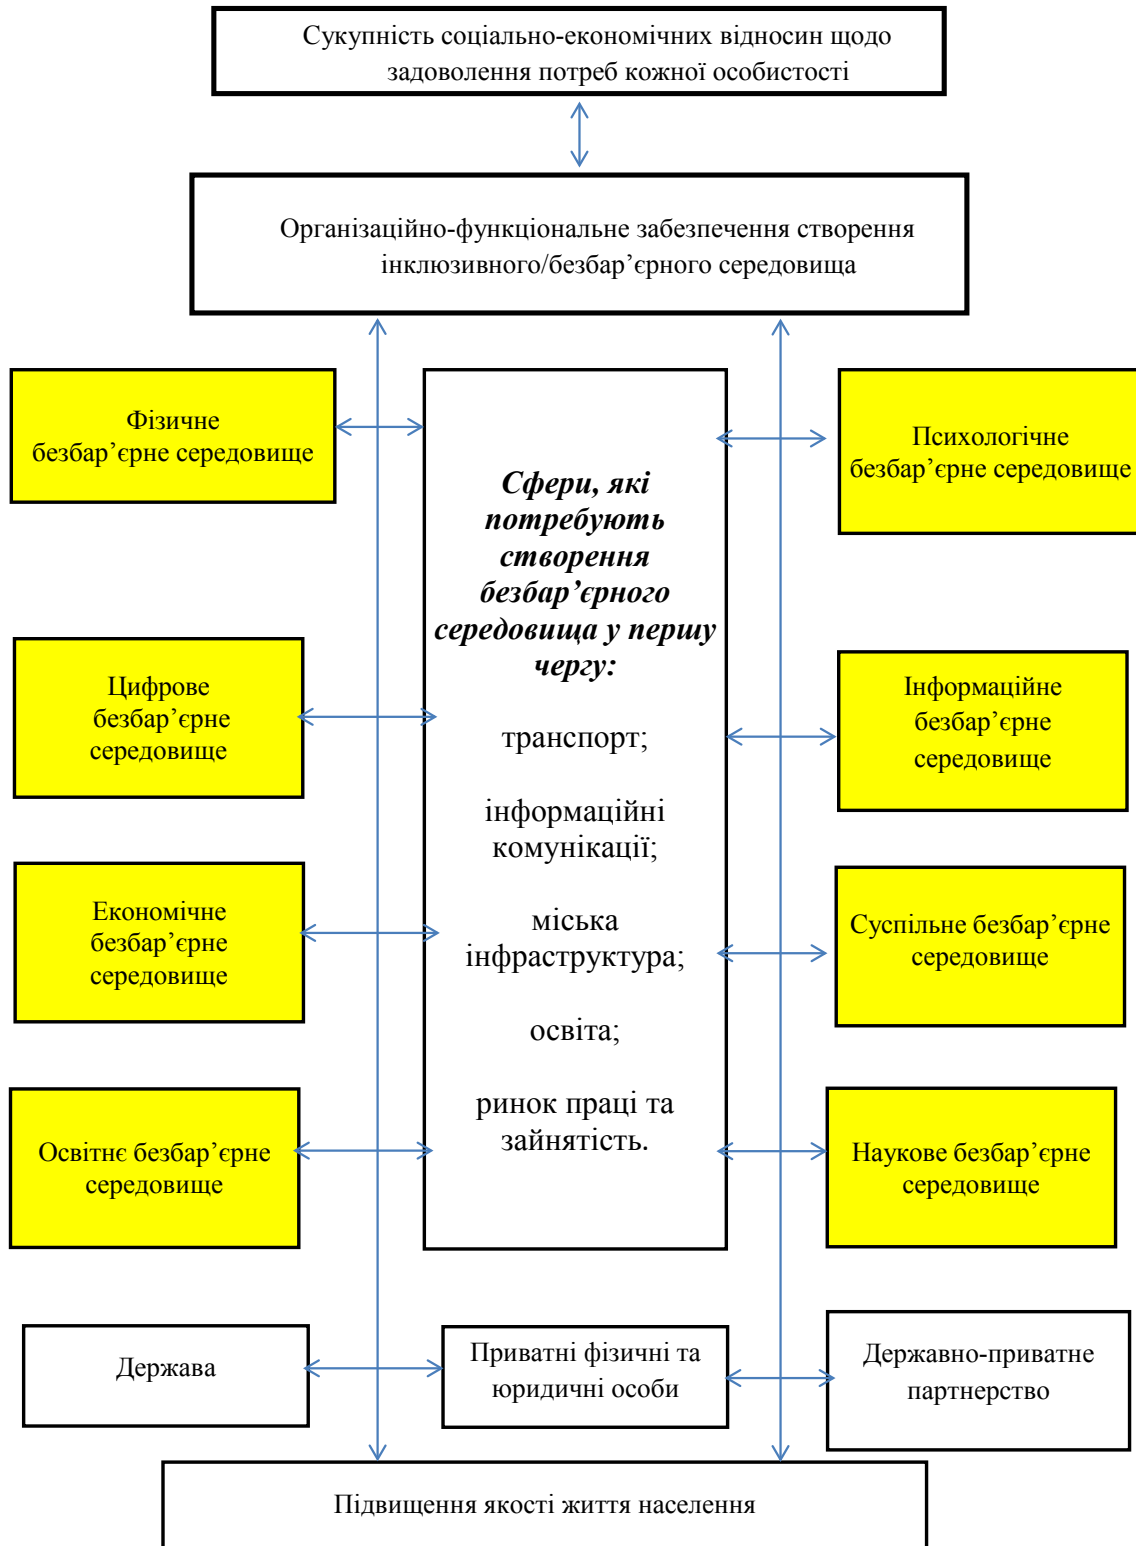 Сукупність соціально-економічних відносин щодо
задоволення потреб кожної особистості
Організаційно-функціональне забезпечення створення
інклюзивного/безбар’єрного середовища
Фізичне
безбар’єрне середовище
Цифрове
безбар’єрне
середовище
Економічне
безбар’єрне
середовище
Освітнє безбар’єрне
середовище
Сфери, які
потребують
створення
безбар’єрного
середовища у першу
чергу:
транспорт;
інформаційні
комунікації;
міська
інфраструктура;
освіта;
ринок праці та
зайнятість.
Психологічне
безбар’єрне середовище
Інформаційне
безбар’єрне
середовище
Суспільне безбар’єрне
середовище
Наукове безбар’єрне
середовище
Держава
Приватні фізичні та
юридичні особи
Державно-приватне
партнерство
Підвищення якості життя населення